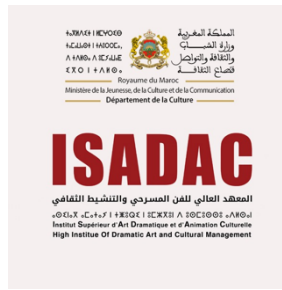 المملكة المغربية
وزارة الشباب
والثقافة والتواصل
قطاع الثقافة
Royaume du Maroc
Ministère de la Jeunesse, de la Culture et de la Communication
Département de la Culture
ISADAC
المعهد العالي للفن المسرحي والتنشيط الثقافي
Institut Supérieur d'Art Dramatique et d'Animation Culturelle
High Institue Of Dramatic Art and Cultural Management